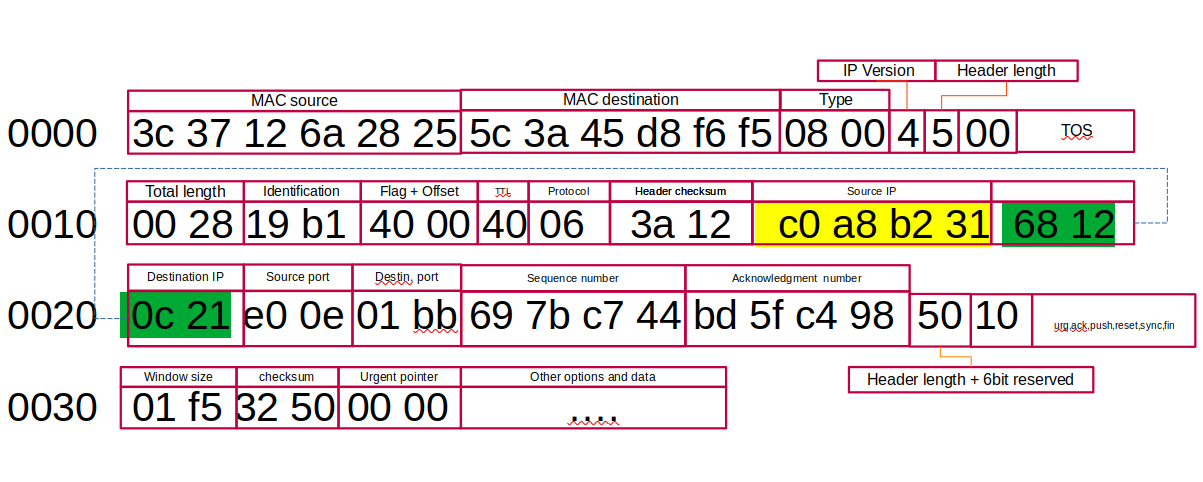 IP Version Header length
MAC source MAC destination Type
0000 3c 37 12 6a 28 25 5c 3a 45 d8 f6 f5 08 00 4 5 00 TOS
Total length Identification Flag + Offset TTL Protocol Header checksum Source IP
0010 00 28 19 b1 40 00 40 06 3a 12 c0 a8 b2 31 68 12
Destination IP Source port Destin, port Sequence number Acknowledgment number
0020 0c 21 e0 0e 01 bb 69 7b c7 44 bd 5f c4 98 50 10 urg,ack,push,reset,sync,fin
Window size checksum Urgent pointer Other options and data Header length + 6bit reserved
0030 01 f5 32 50 00 00 ....